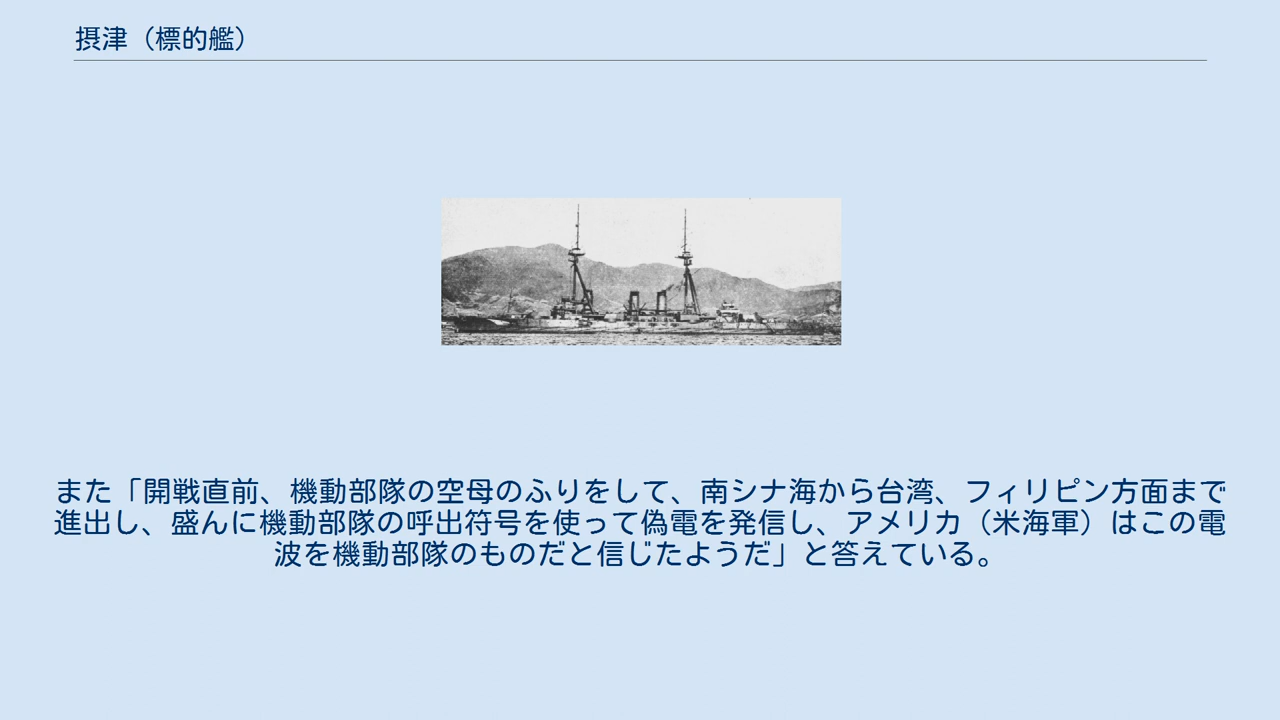 摂津（標的艦）
また「開戦直前、機動部隊の空母のふりをして、南シナ海から台湾、フィリピン方面まで
進出し、盛んに機動部隊の呼出符号を使って偽電を発信し、アメリカ（米海軍）はこの電
波を機動部隊のものだと信じたようだ」と答えている。